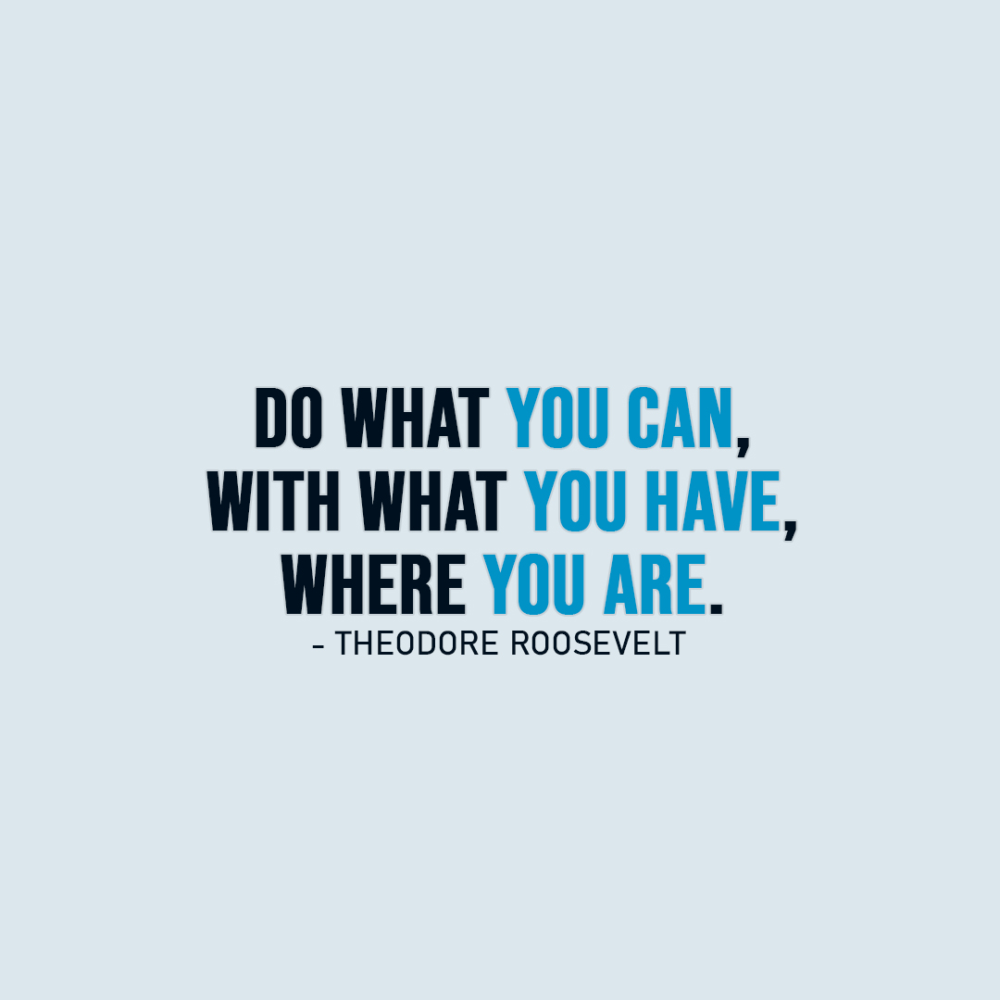 DO WHAT YOU CAN,
WITH WHAT YOU HAVE,
WHERE YOU ARE.
- THEODORE ROOSEVELT